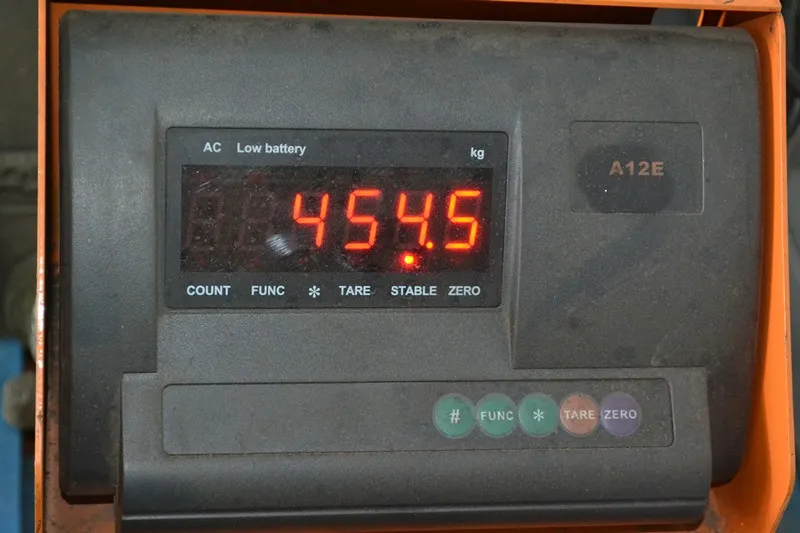 AC Low battery kg
A12E
454.5
COUNT FUNC * TARE STABLE ZERO
# FUNC * TARE ZERO